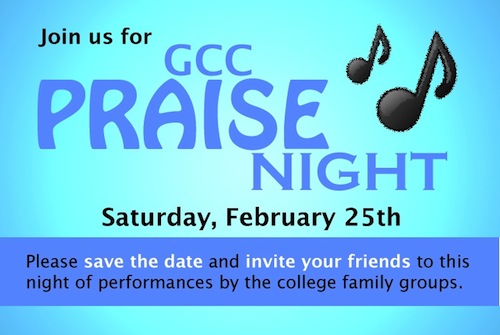 Join us for
GCC
PRAISE
NIGHT
Saturday, February 25th
Please save the date and invite your friends to this
night of performances by the college family groups.